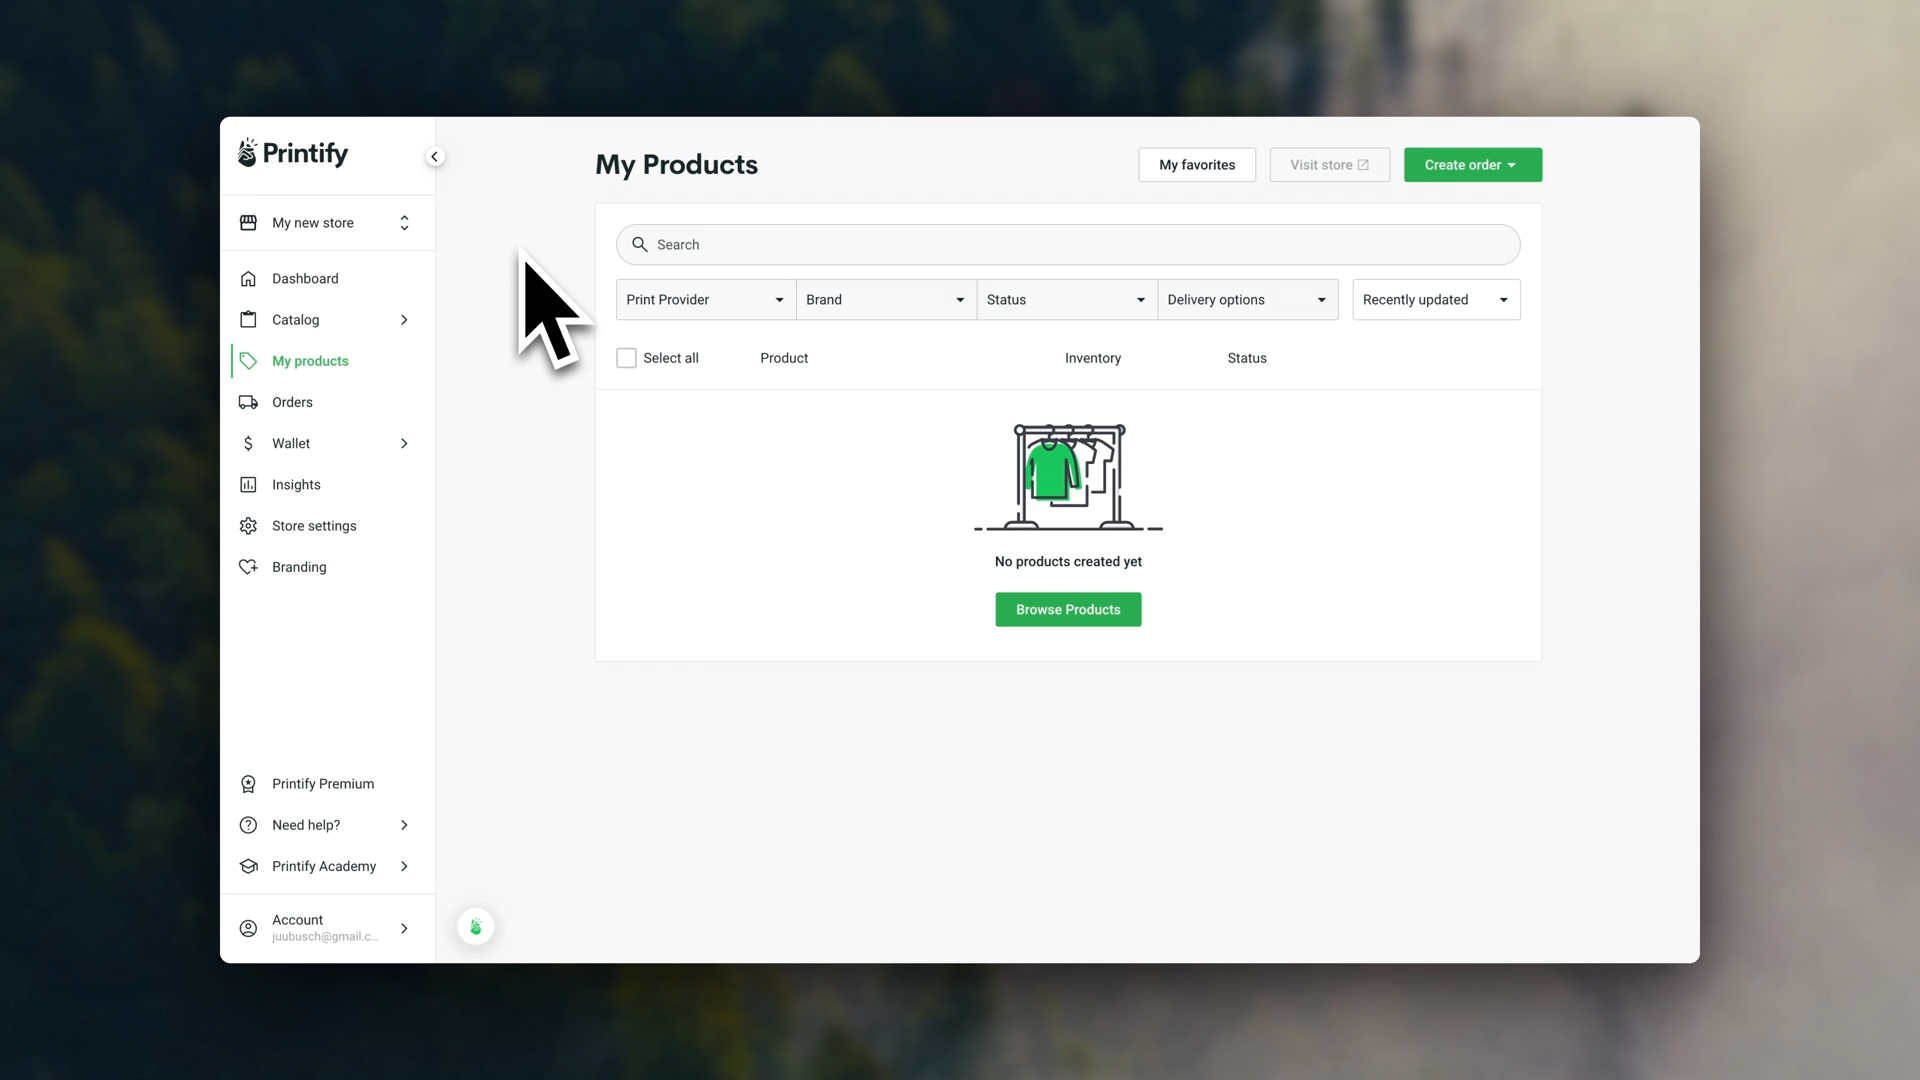 Printify
My new store
Dashboard
Catalog
My products
Orders
Wallet
Insights
Store settings
Branding
Printify Premium
Need help?
Printify Academy
Account
juubusch@gmail.c...
My Products
My favorites
Visit store
Create order
Search
Print Provider
Brand
Status
Delivery options
Recently updated
Select all
Product
Inventory
Status
No products created yet
Browse Products